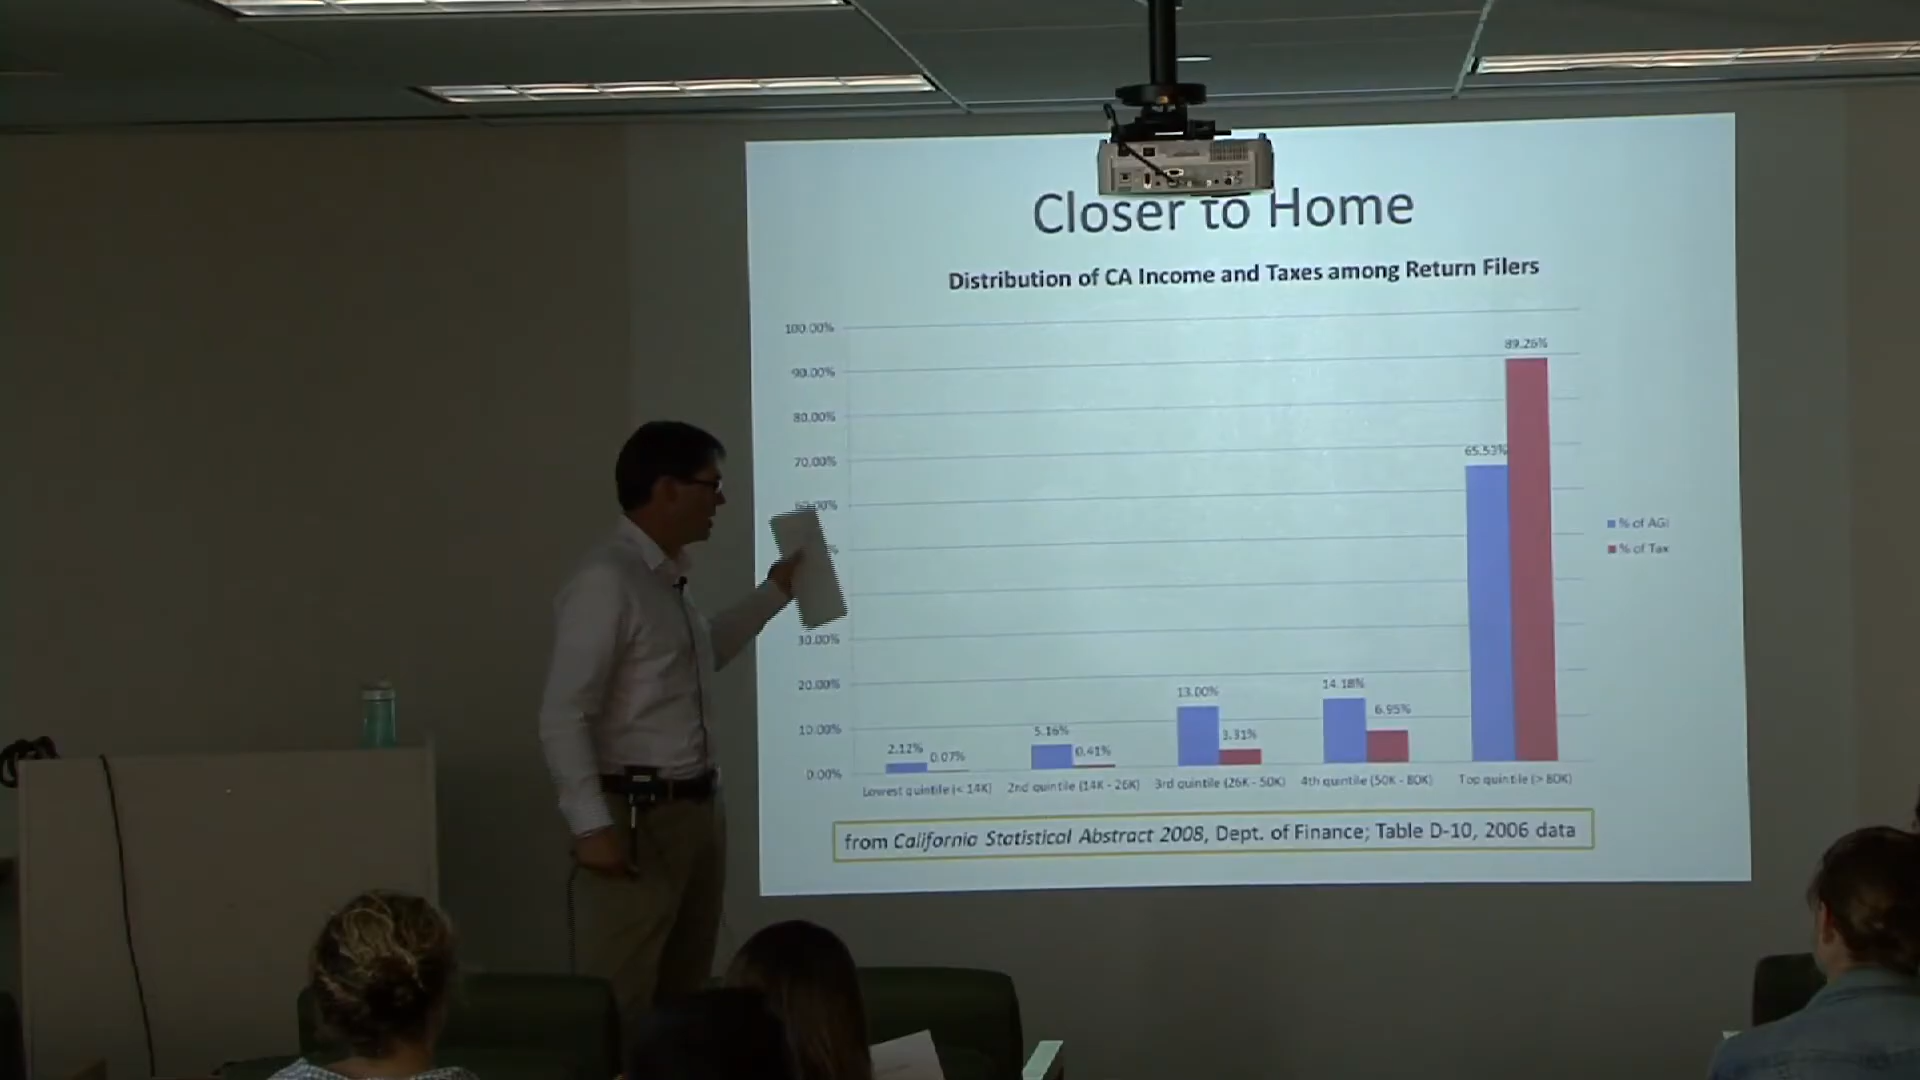 Closer to Home
Distribution of CA Income and Taxes among Return Filers
100.00%
90.00%
80.00%
70.00%
30.00%
20.00%
10.00%
0.00%
2.12%
0.07%
5.16%
0.41%
13.00%
3.31%
14.18%
6.95%
65.53%
89.26%
% of AGI
% of Tax
Lowest quintile (< 14K)
2nd quintile (14K - 26K)
3rd quintile (26K - 50K)
4th quintile (50K - 80K)
Top quintile (> 80K)
from California Statistical Abstract 2008, Dept. of Finance; Table D-10, 2006 data